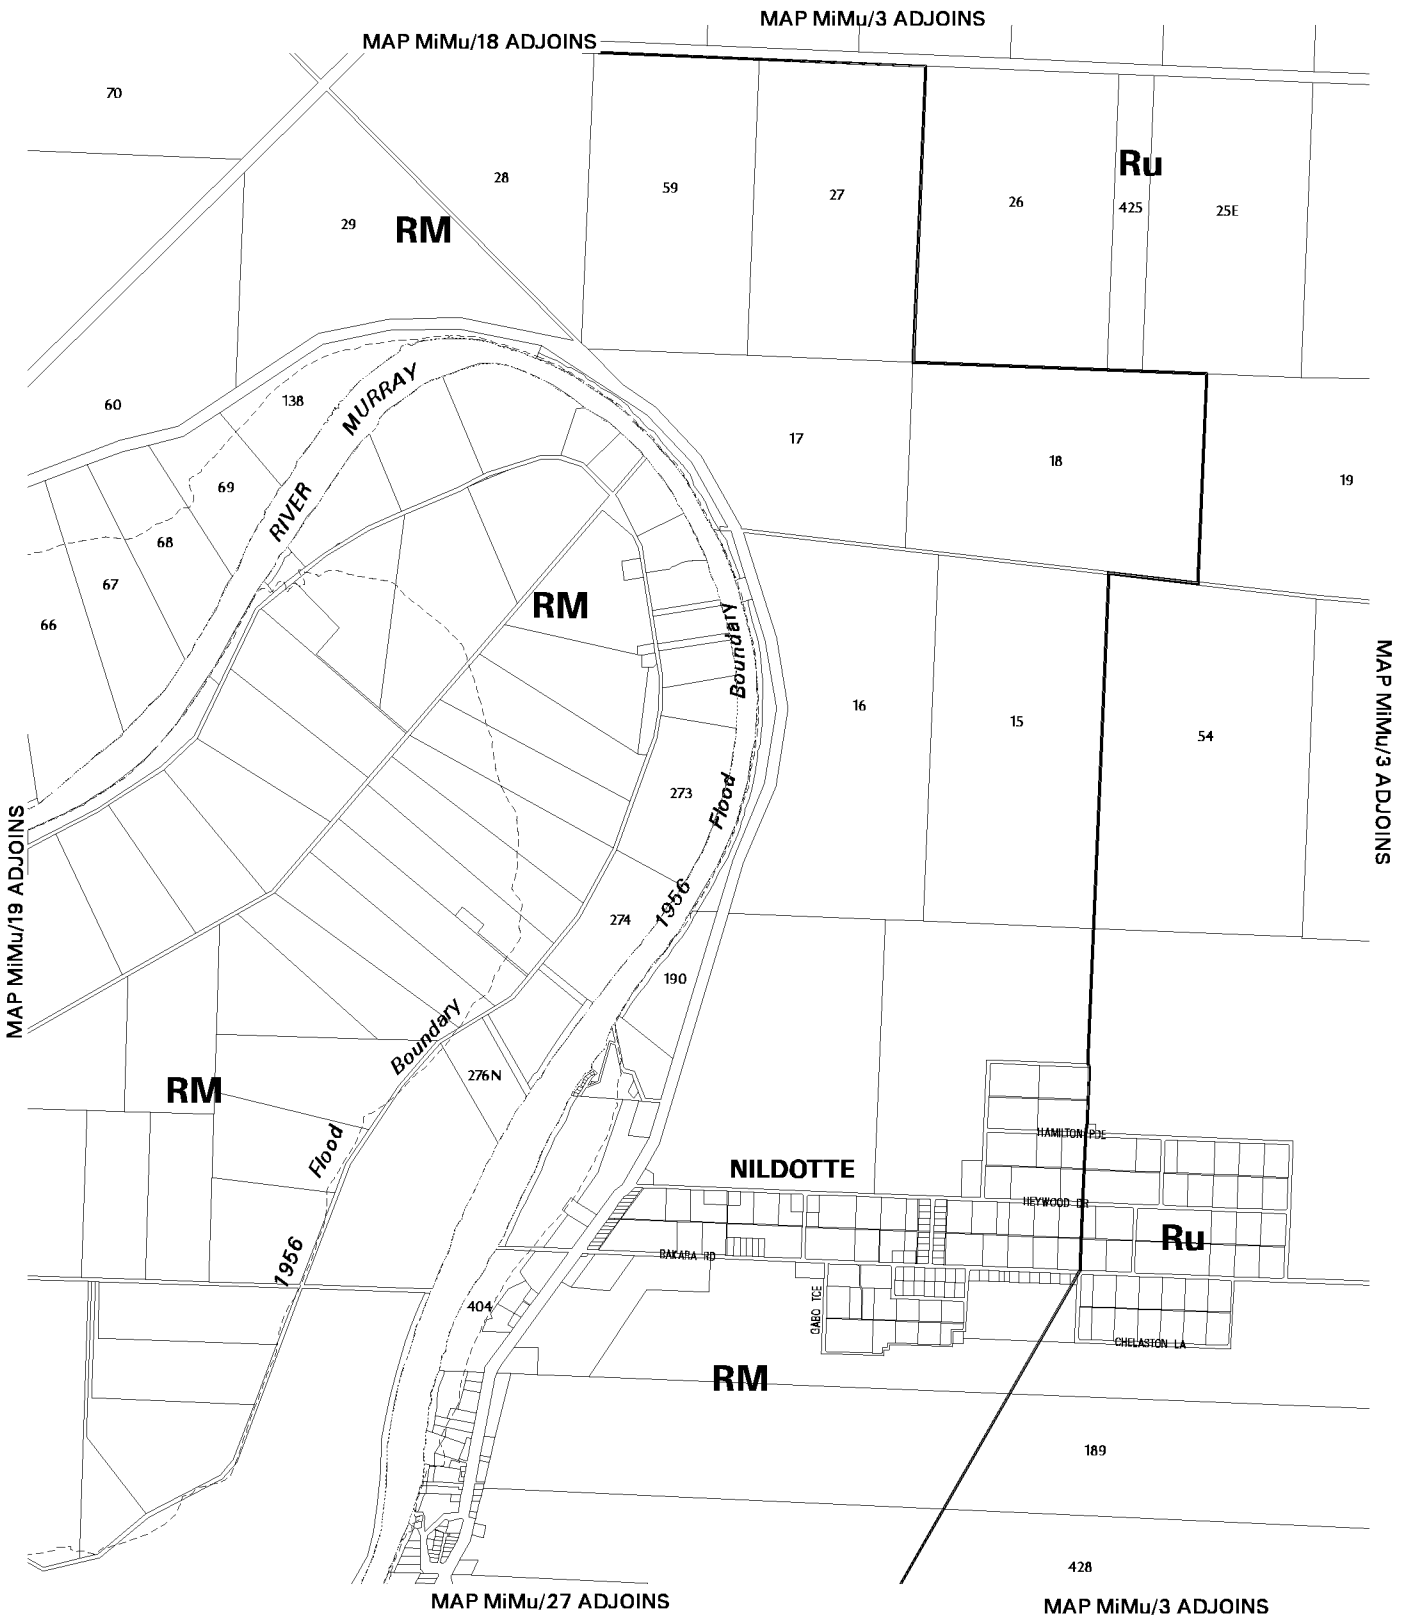 MAP MiMu/3 ADJOINS
MAP MiMu/18 ADJOINS
70
28
59
27
26
Ru
425
25E
29
RM
60
138
MURRAY
RIVER
69
68
67
66
17
18
19
RM
Boundary
16
15
54
MAP MiMu/3 ADJOINS
273
Flood
1956
274
190
MAP MiMu/19 ADJOINS
Boundary
276N
RM
Flood
1956
HAMILTON PDE
NILDOTTE
HEYWOOD DR
Ru
BAKARA RD
404
GABO TCE
CHELASTON LA
RM
189
428
MAP MiMu/27 ADJOINS
MAP MiMu/3 ADJOINS